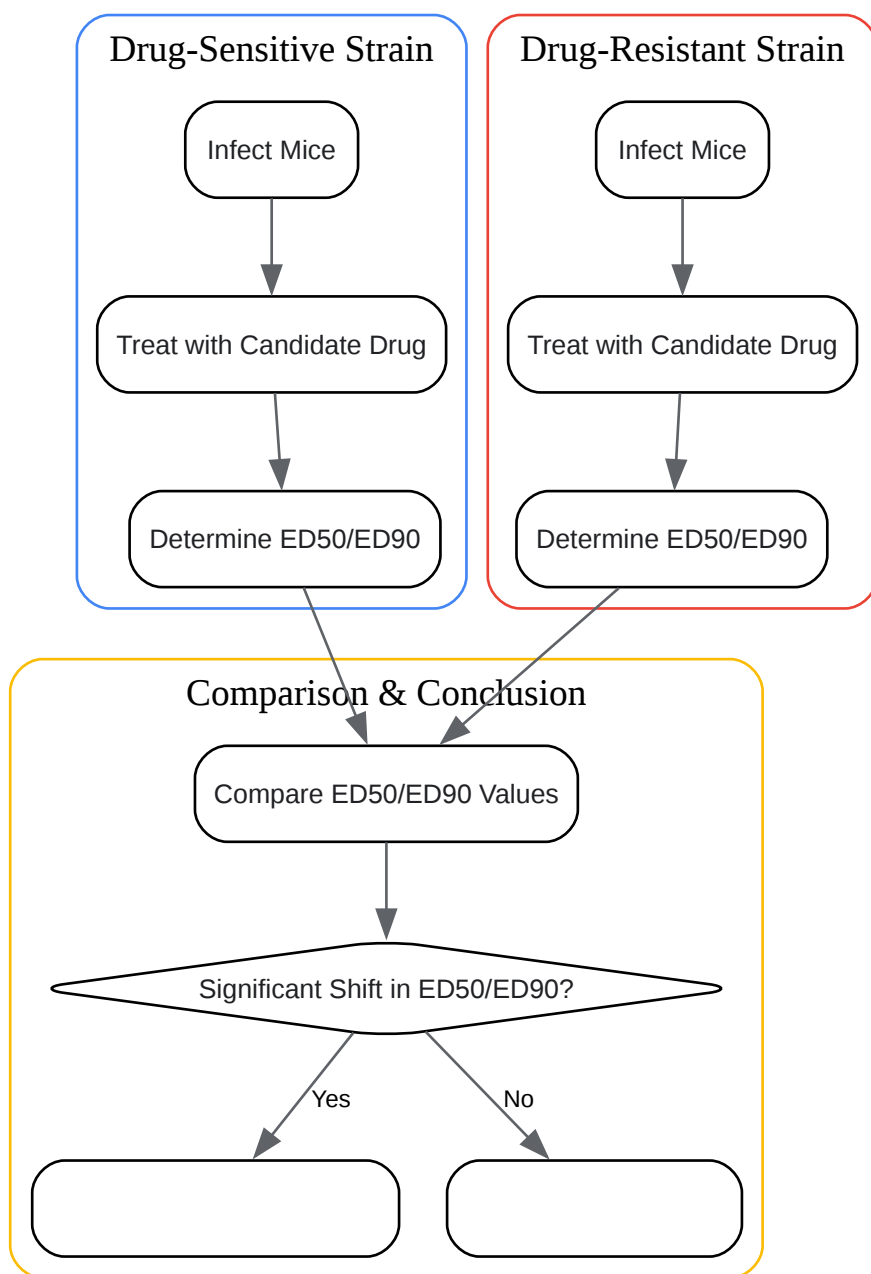 Drug-Sensitive Strain
Drug-Resistant Strain
Infect Mice
Infect Mice
Treat with Candidate Drug
Treat with Candidate Drug
Determine ED50/ED90
Determine ED50/ED90
Comparison & Conclusion
Compare ED50/ED90 Values
Significant Shift in ED50/ED90?
Yes
No